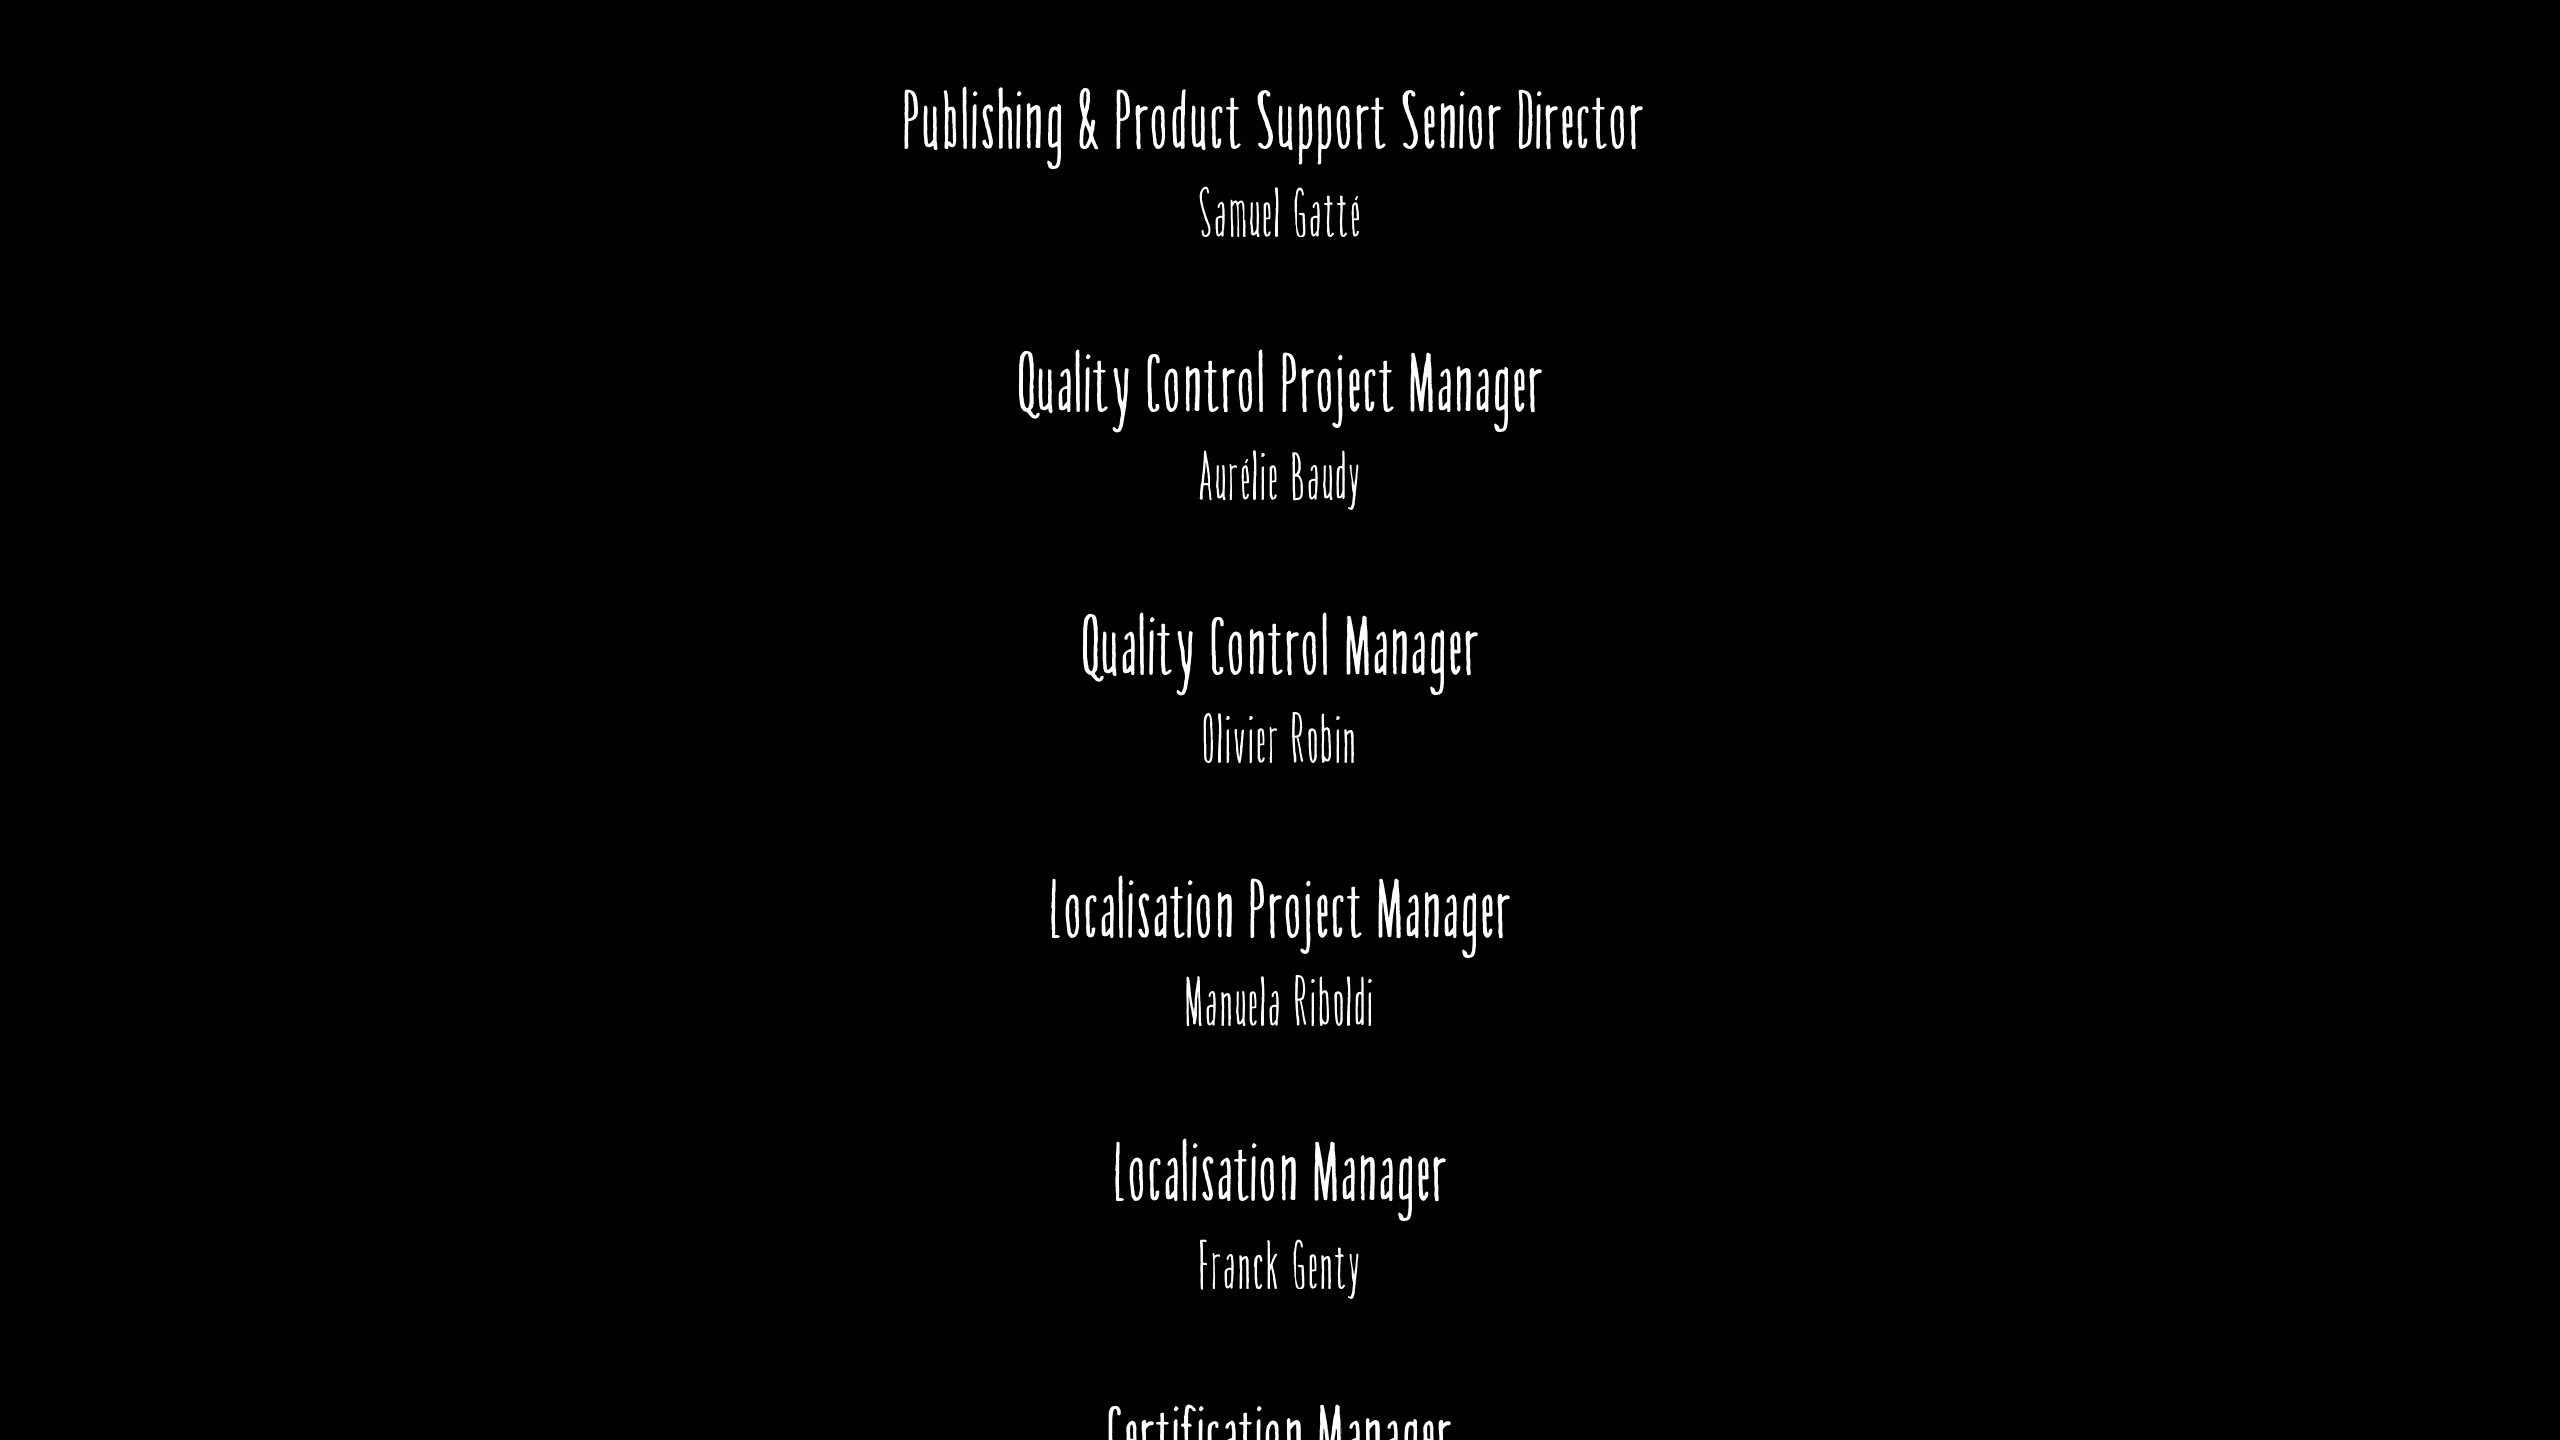 Publishing & Product Support Senior Director
Samuel Gatté
Quality Control Project Manager
Aurélie Baudy
Quality Control Manager
Olivier Robin
Localisation Project Manager
Manuela Riboldi
Localisation Manager
Franck Genty
Certification Manager